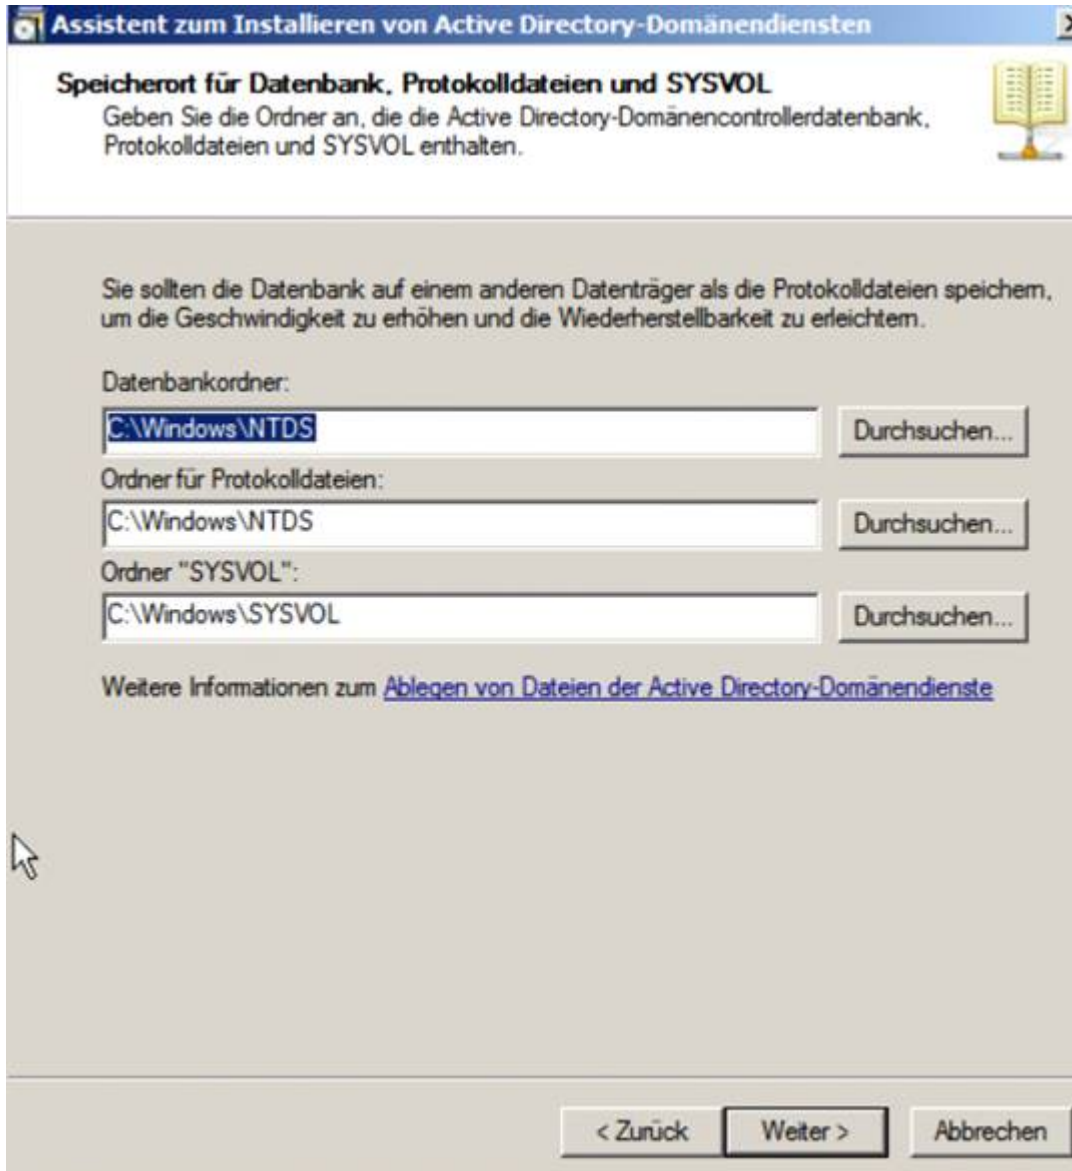 Assistent zum Installieren von Active Directory-Domänendiensten
Speicherort für Datenbank, Protokolldateien und SYSVOL
Geben Sie die Ordner an, die die Active Directory-Domänencontrollerdatenbank,
Protokolldateien und SYSVOL enthalten.
Sie sollten die Datenbank auf einem anderen Datenträger als die Protokolldateien speichern,
um die Geschwindigkeit zu erhöhen und die Wiederherstellbarkeit zu erleichtern.
Datenbankordner:
C:\Windows\NTDS
Durchsuchen...
Ordner für Protokolldateien:
C:\Windows\NTDS
Durchsuchen...
Ordner "SYSVOL":
C:\Windows\SYSVOL
Durchsuchen...
Weitere Informationen zum Ablegen von Dateien der Active Directory-Domänendienste
< Zurück
Weiter >
Abbrechen